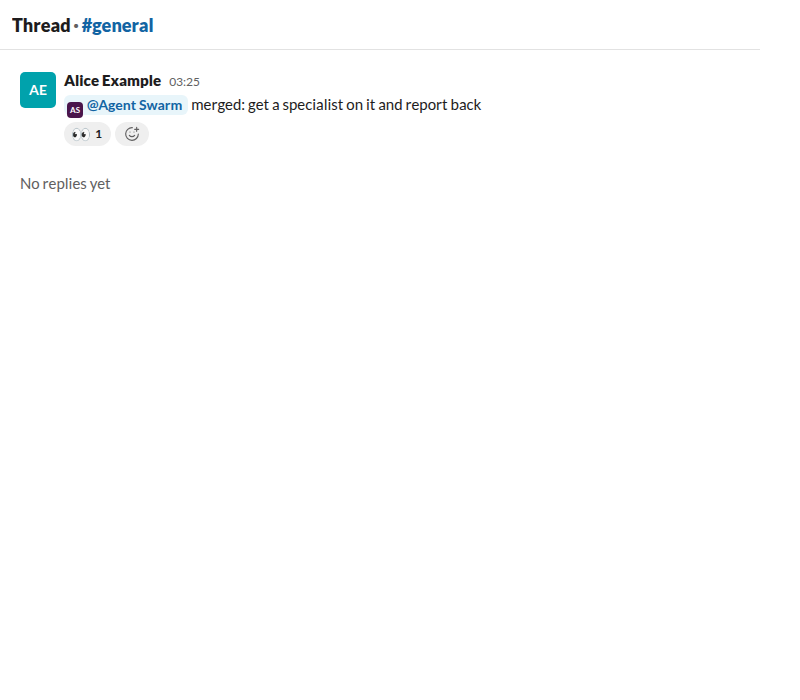 Thread • #general
AE
Alice Example 03:25
AS @Agent Swarm merged: get a specialist on it and report back
👀 1
No replies yet